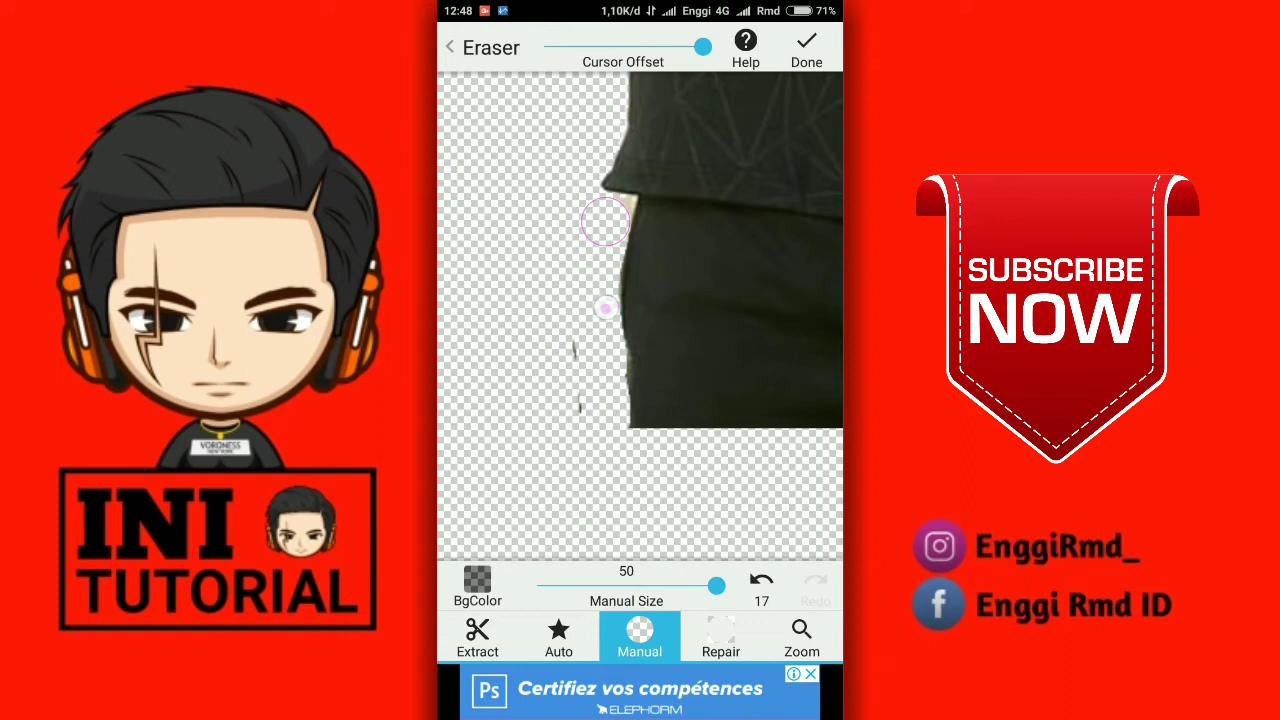 12:48
1,10K/d
Enggi 4G
Rmd
71%
Eraser
Cursor Offset
Help
Done
SUBSCRIBE
NOW
VORONESS
NEW YORK
INI
TUTORIAL
EnggiRmd_
Enggi Rmd ID
50
BgColor
Manual Size
17
Redo
Extract
Auto
Manual
Repair
Zoom
Ps
Certifiez vos compétences
ELEPHORM